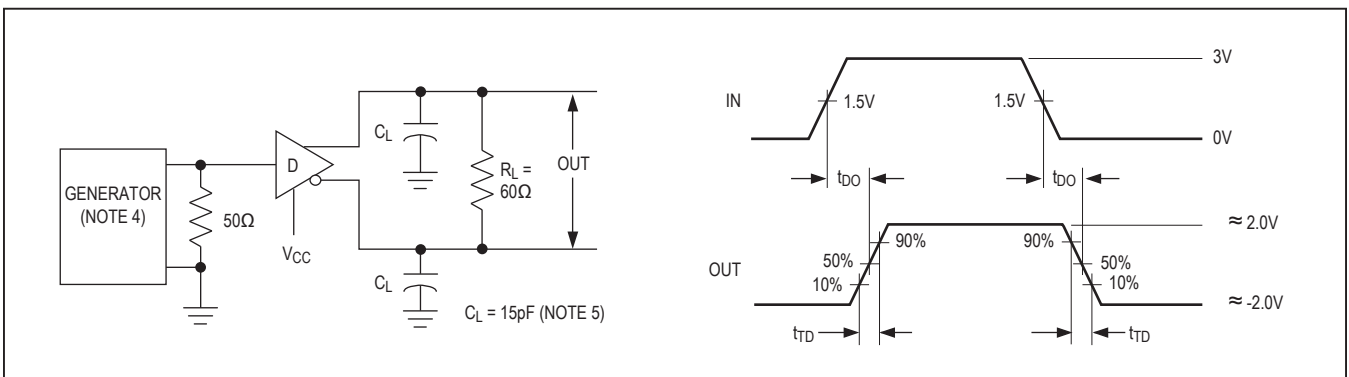 GENERATOR
(NOTE 4)
50Ω
D
VCC
CL
CL
RL =
60Ω
OUT
CL = 15pF (NOTE 5)
IN
3V
1.5V
1.5V
0V
tDO
tDO
OUT
≈ 2.0V
90%
90%
50%
50%
10%
10%
≈ -2.0V
tTD
tTD